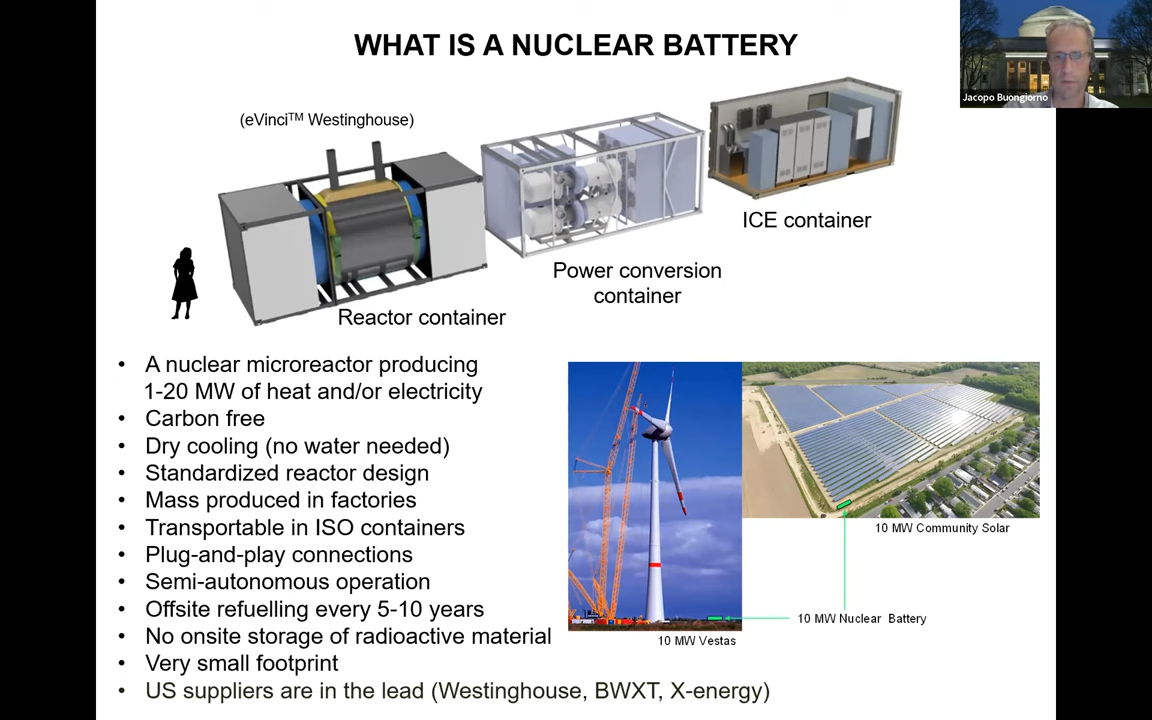 WHAT IS A NUCLEAR BATTERY
Jacopo Buongiorno
(eVinci™ Westinghouse)
ICE container
Power conversion
container
Reactor container
• A nuclear microreactor producing
1-20 MW of heat and/or electricity
• Carbon free
• Dry cooling (no water needed)
• Standardized reactor design
• Mass produced in factories
• Transportable in ISO containers
• Plug-and-play connections
• Semi-autonomous operation
• Offsite refuelling every 5-10 years
• No onsite storage of radioactive material
• Very small footprint
• US suppliers are in the lead (Westinghouse, BWXT, X-energy)
10 MW Community Solar
10 MW Nuclear Battery
10 MW Vestas